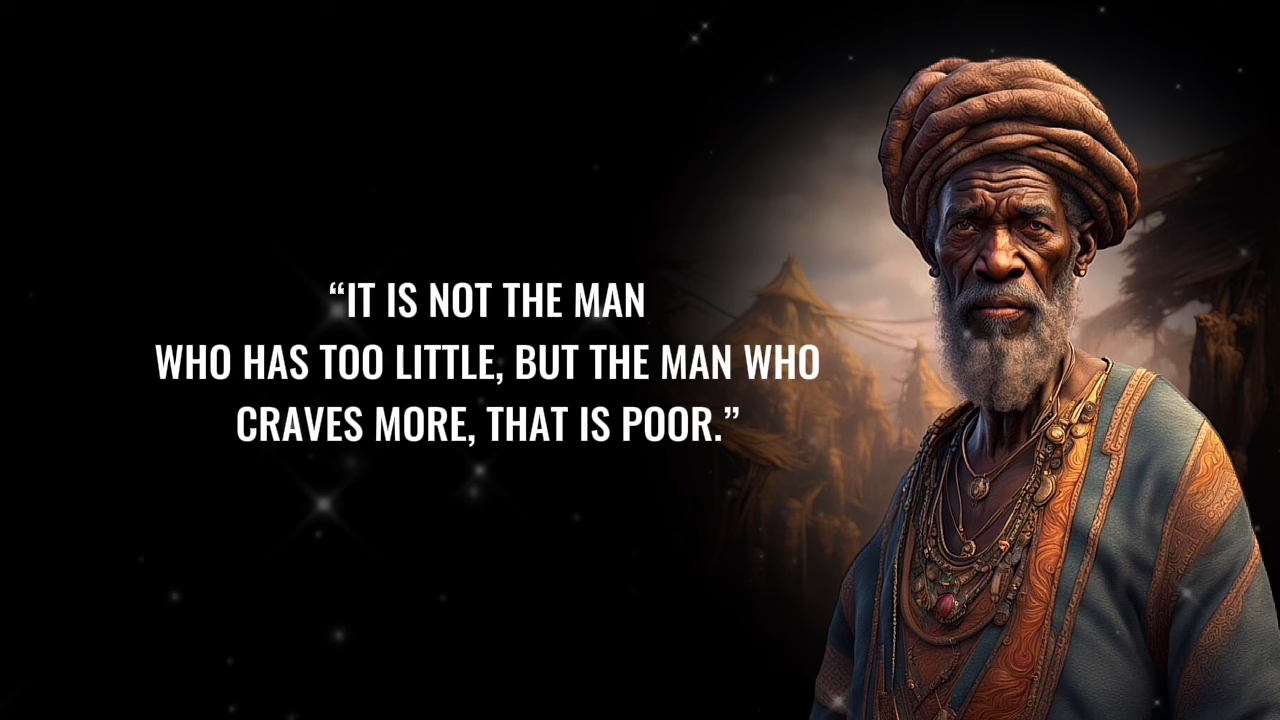 “IT IS NOT THE MAN
WHO HAS TOO LITTLE, BUT THE MAN WHO
CRAVES MORE, THAT IS POOR.”